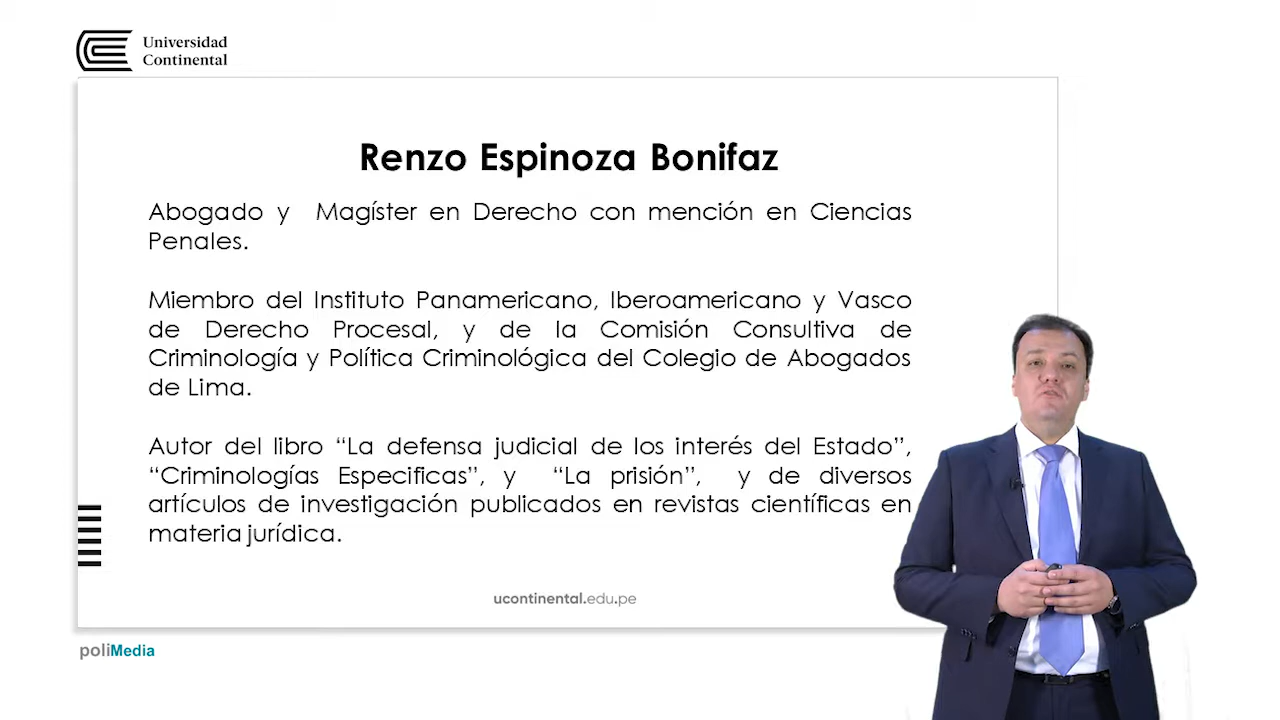 Universidad
Continental
Renzo Espinoza Bonifaz
Abogado y Magíster en Derecho con mención en Ciencias
Penales.
Miembro del Instituto Panamericano, Iberoamericano y Vasco
de Derecho Procesal, y de la Comisión Consultiva de
Criminología y Política Criminológica del Colegio de Abogados
de Lima.
Autor del libro “La defensa judicial de los interés del Estado”,
“Criminologías Especificas”, y “La prisión”, y de diversos
artículos de investigación publicados en revistas científicas en
materia jurídica.
ucontinental.edu.pe
poliMedia